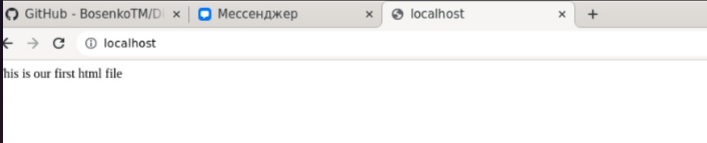 GitHub - BosenkoTM/D
Мессенджер
localhost
localhost
his is our first html file